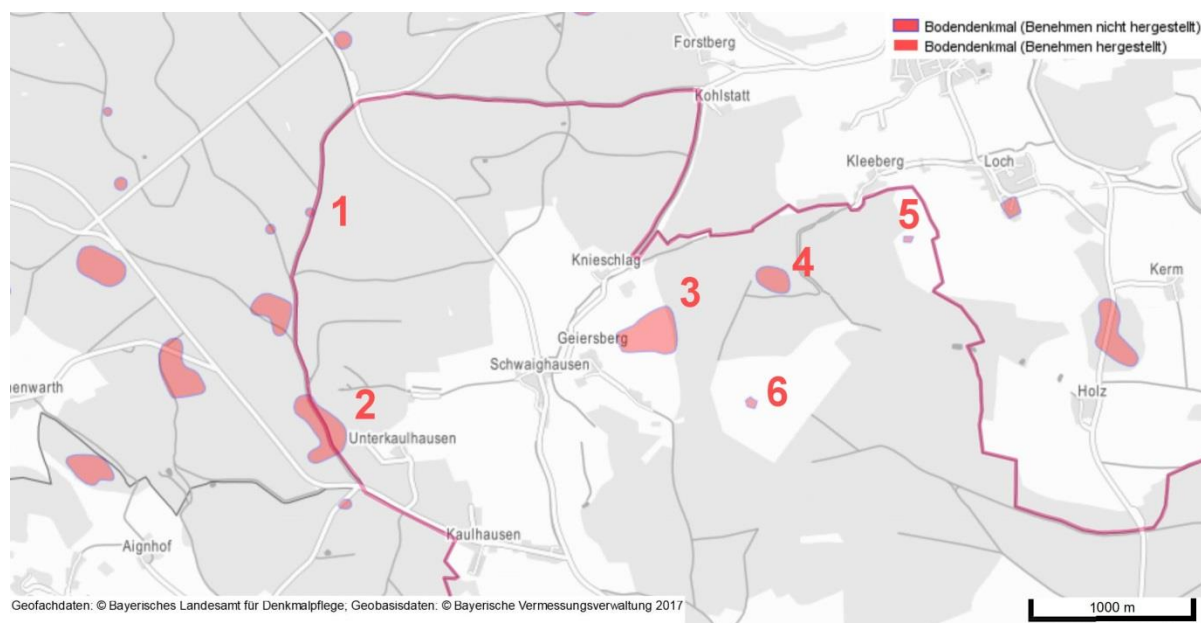 Bodendenkmal (Benehmen nicht hergestellt)
Bodendenkmal (Benehmen hergestellt)
Forstberg
Kohlstatt
Kleeberg
Loch
1
5
Knieschlag
4
Kerm
3
Geiersberg
Schwaighausen
enwarth
6
Holz
2
Unterkaulhausen
Kaulhausen
Aignhof
Geofachdaten: © Bayerisches Landesamt für Denkmalpflege; Geobasisdaten: © Bayerische Vermessungsverwaltung 2017
1000 m